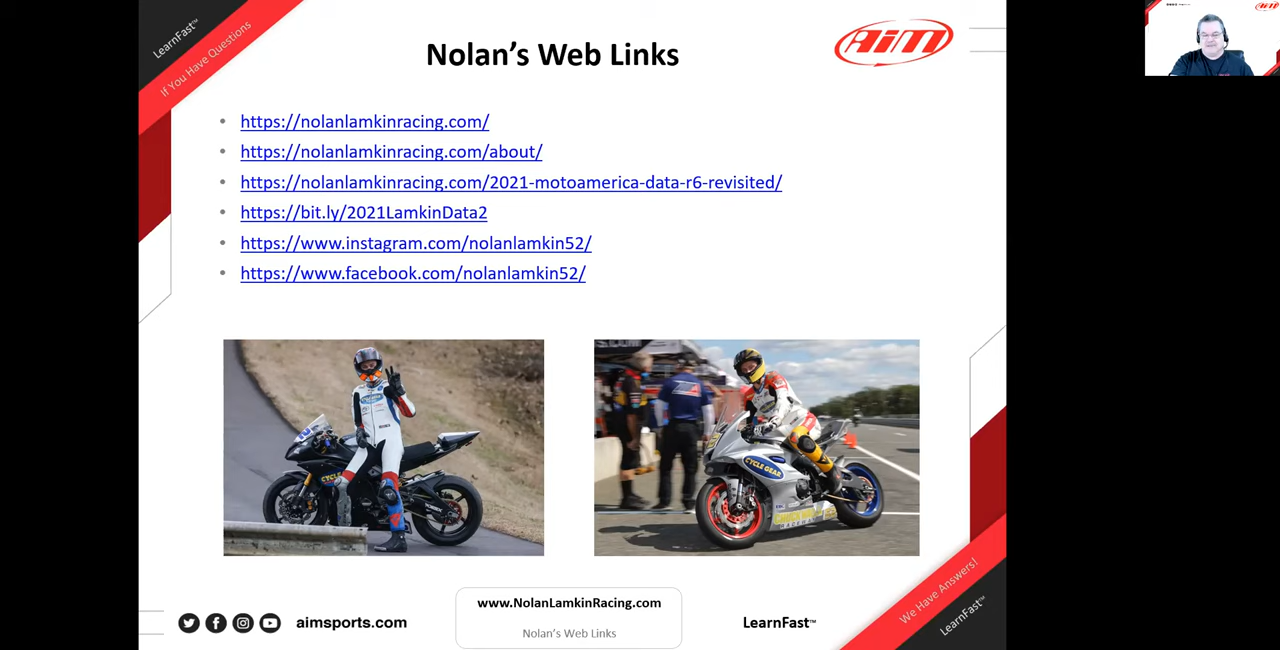 LearnFast™
If You Have Questions
Nolan's Web Links
AiM
• https://nolanlamkinracing.com/
• https://nolanlamkinracing.com/about/
• https://nolanlamkinracing.com/2021-motoamerica-data-r6-revisited/
• https://bit.ly/2021LamkinData2
• https://www.instagram.com/nolanlamkin52/
• https://www.facebook.com/nolanlamkin52/
CYCLE GEAR
aimsports.com
www.NolanLamkinRacing.com
Nolan's Web Links
LearnFast™
We Have Answers!
LearnFast™